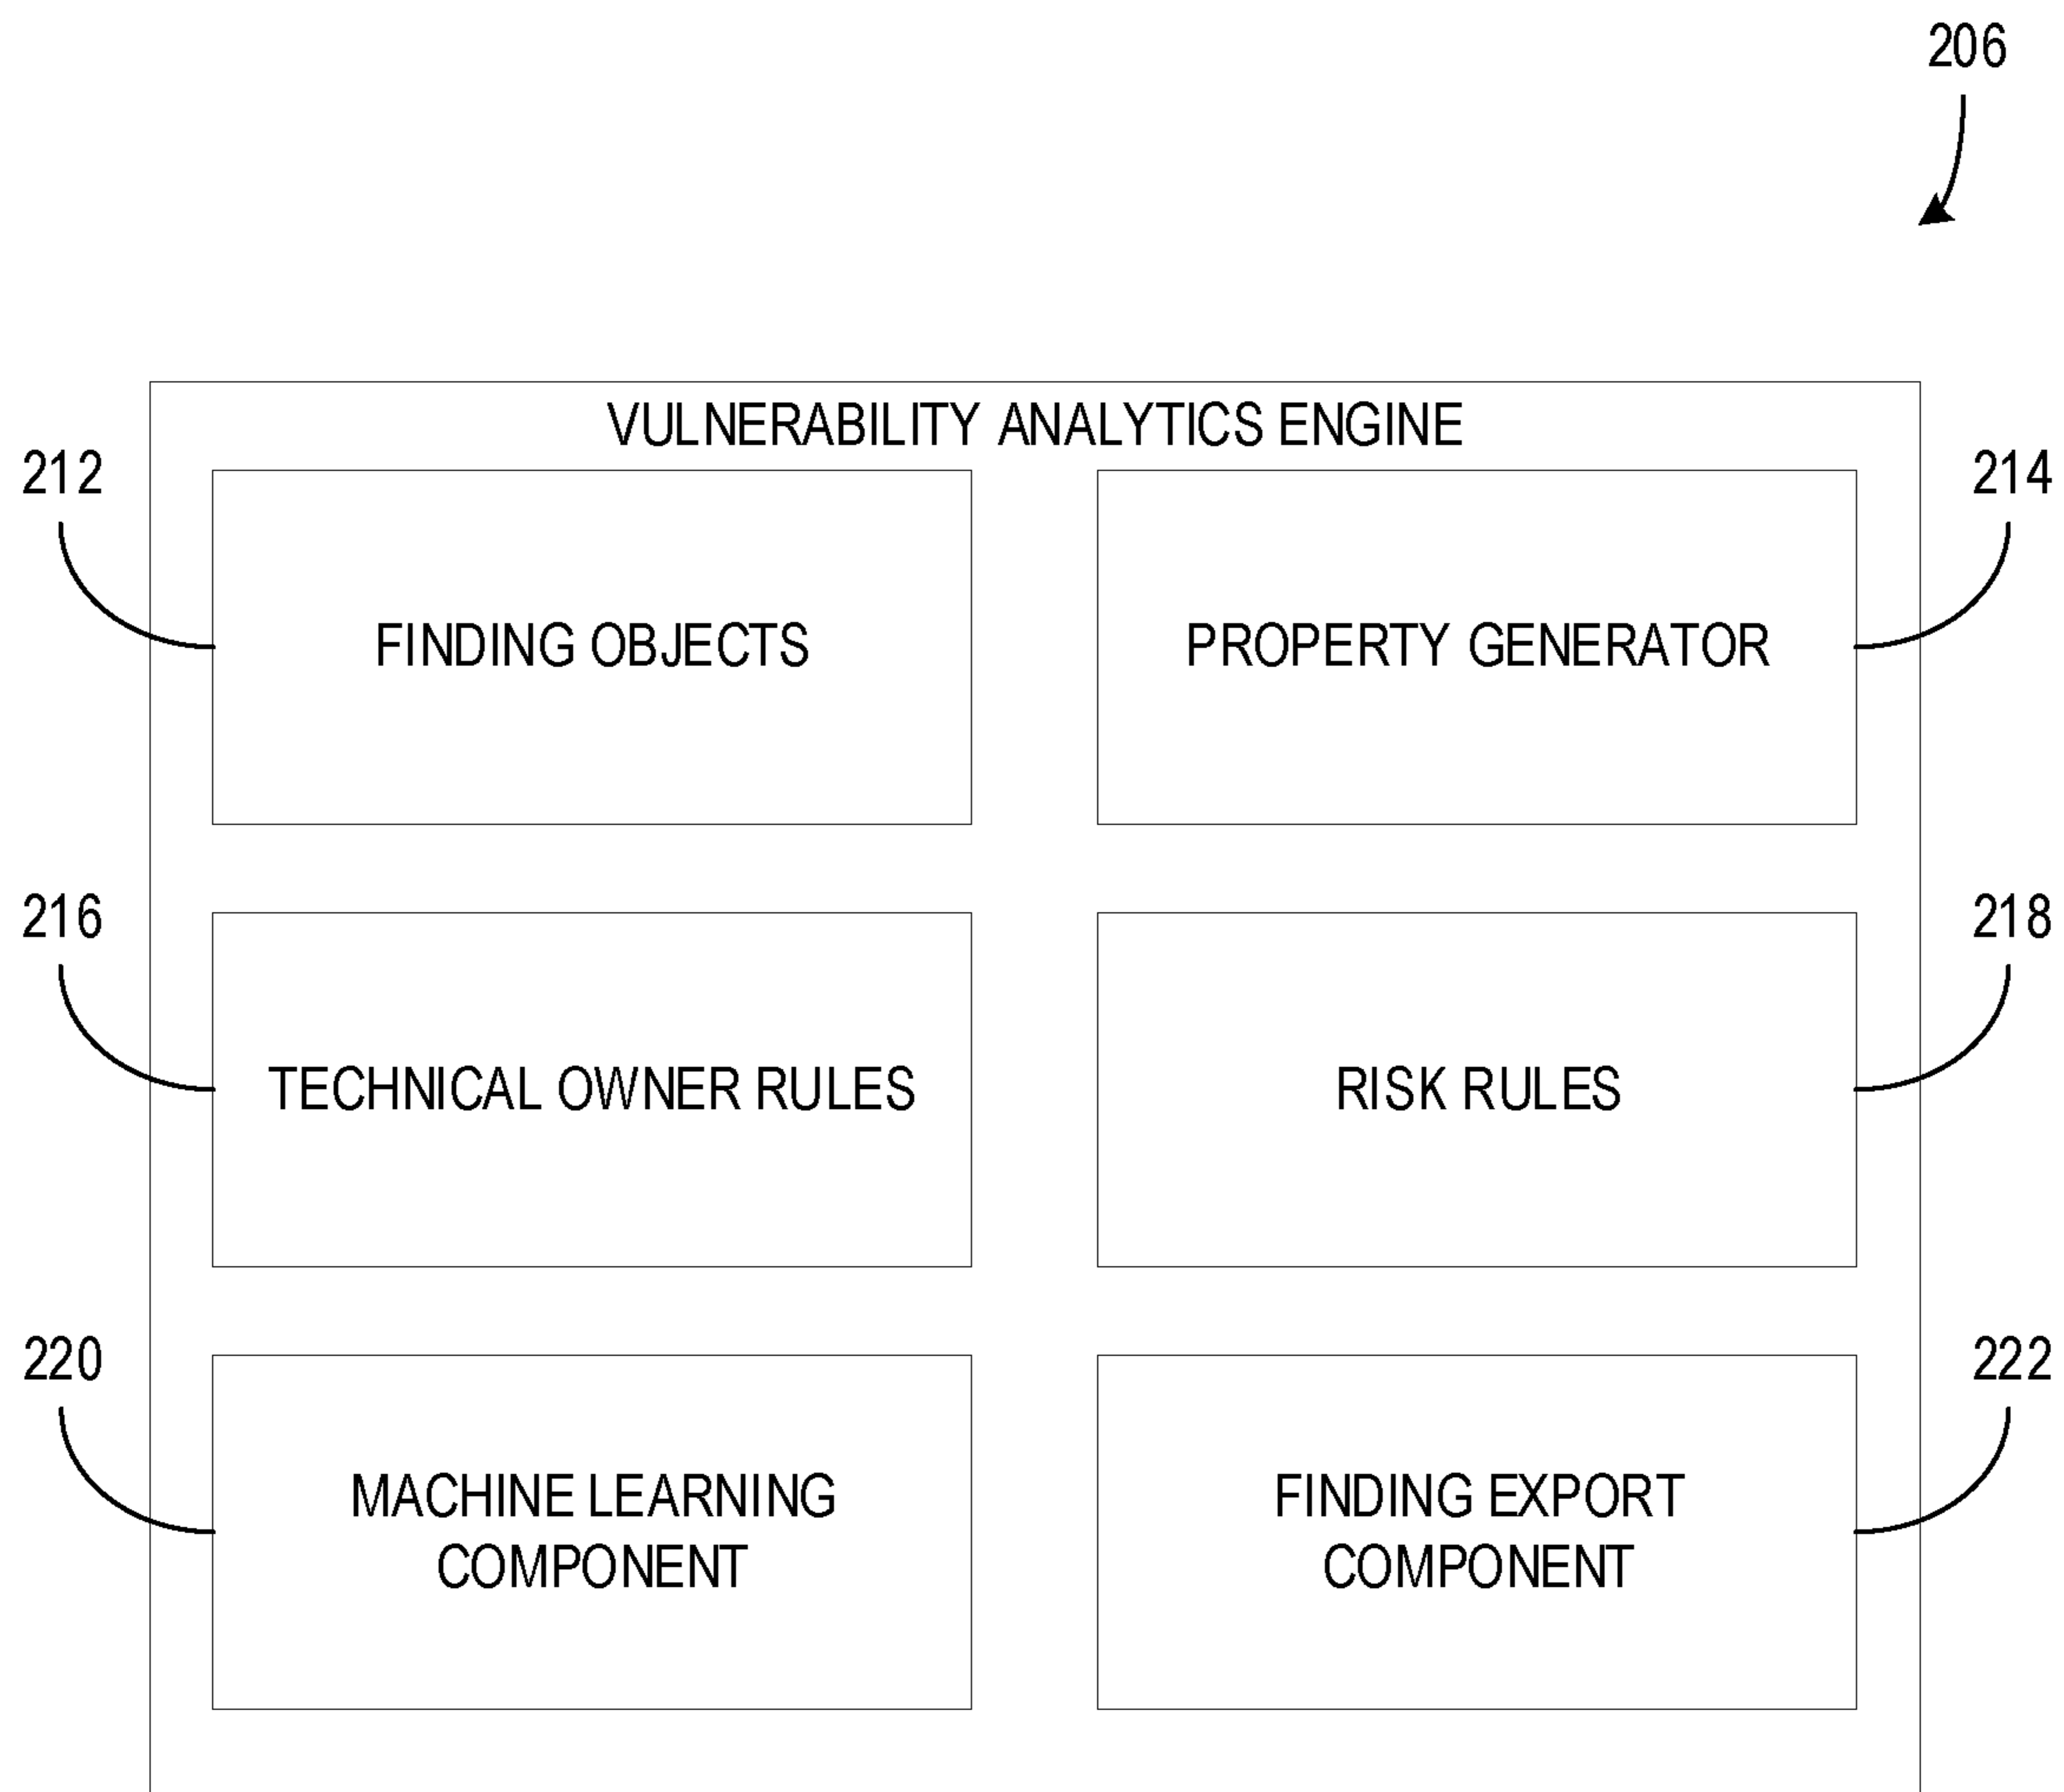 206
VULNERABILITY ANALYTICS ENGINE
212
214
FINDING OBJECTS
PROPERTY GENERATOR
216
218
TECHNICAL OWNER RULES
RISK RULES
220
222
MACHINE LEARNING
COMPONENT
FINDING EXPORT
COMPONENT